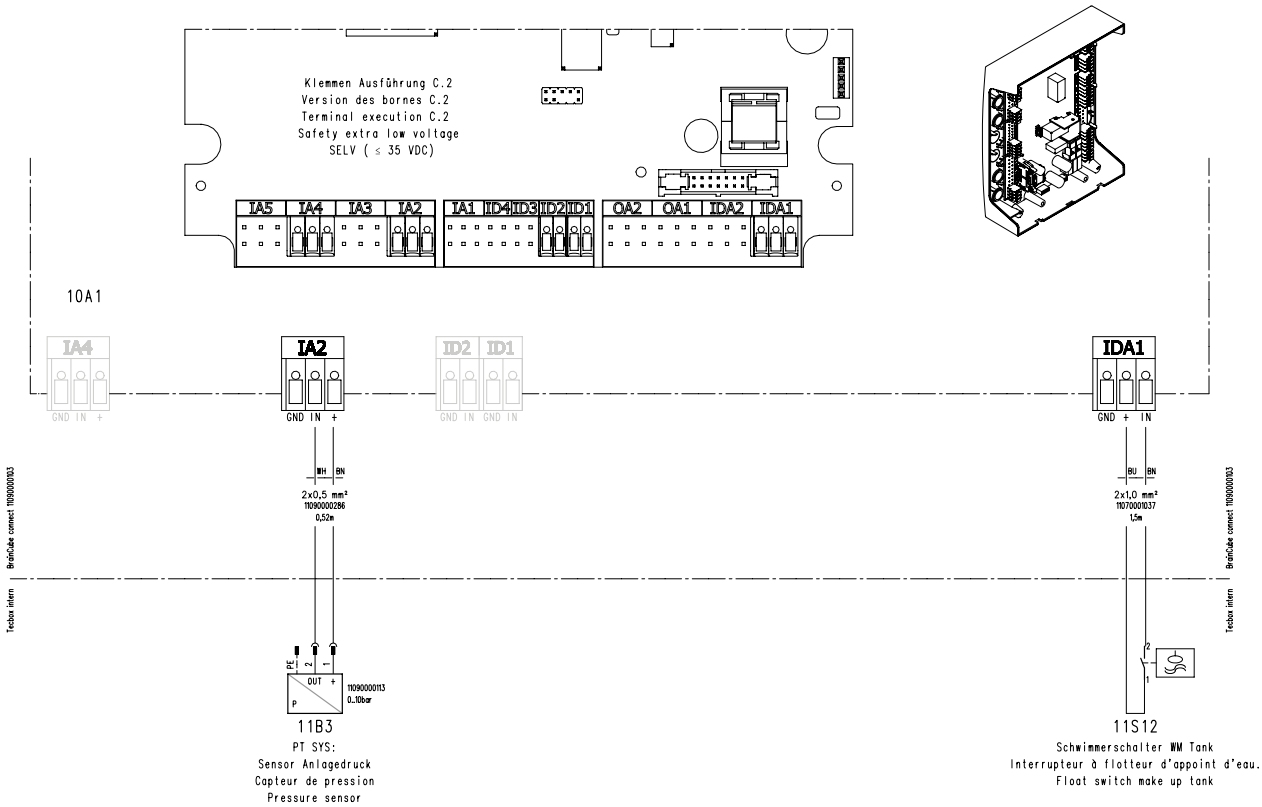 Klemmen Ausführung C.2
Version des bornes C.2
Terminal execution C.2
Safety extra low voltage
SELV ( ≤ 35 VDC)
IA5 IA4 IA3 IA2 IA1 ID4 ID3 ID2 ID1 OA2 OA1 IDA2 IDA1
10A1
IA4 IA2 ID2 ID1 IDA1
GND IN + GND IN + GND IN GND IN GND + IN
WH BN
2x0,5 mm²
11090000286
0,52m
BU BN
2x1,0 mm²
11070001037
1,5m
BrainCube connect 11090000103
Tecbox intern
BrainCube connect 11090000103
Tecbox intern
PE 2 1
OUT +
P
11090000113
0...10bar
11B3
PT SYS:
Sensor Anlagedruck
Capteur de pression
Pressure sensor
2
1
11S12
Schwimmerschalter WM Tank
Interrupteur à flotteur d'appoint d'eau.
Float switch make up tank